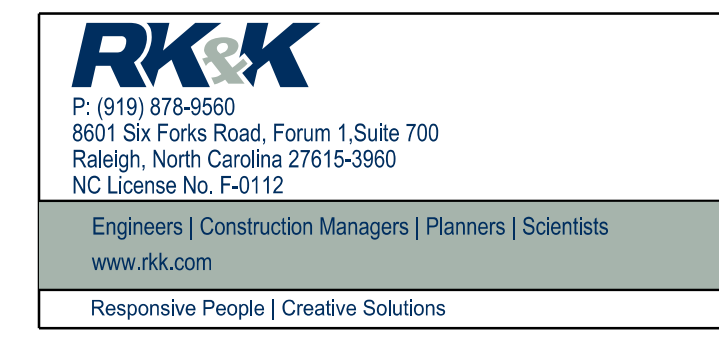 RK&K
P: (919) 878-9560
8601 Six Forks Road, Forum 1,Suite 700
Raleigh, North Carolina 27615-3960
NC License No. F-0112
Engineers | Construction Managers | Planners | Scientists
www.rkk.com
Responsive People | Creative Solutions